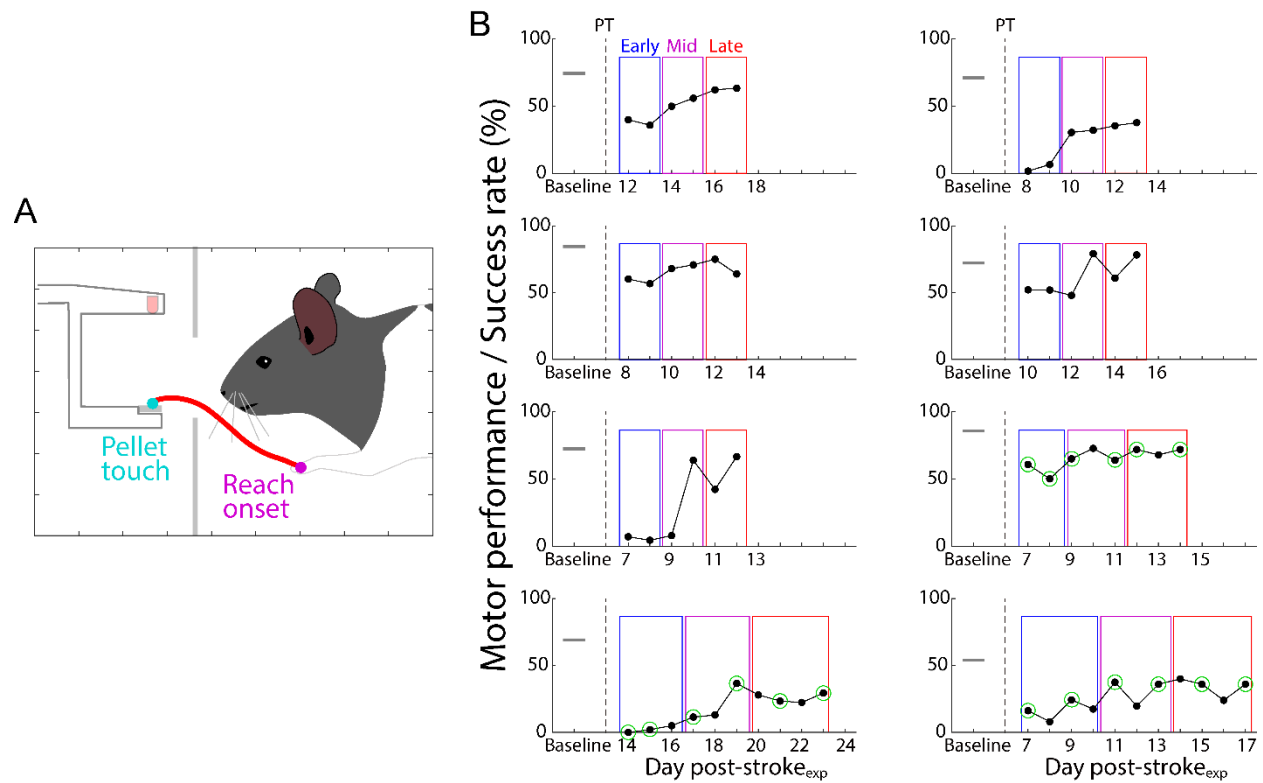 A
Pellet
touch
Reach
onset
B
Motor performance / Success rate (%)
PT
Early Mid Late
100
50
0
Baseline 12 14 16 18
PT
100
50
0
Baseline 8 10 12 14
100
50
0
Baseline 8 10 12 14
100
50
0
Baseline 10 12 14 16
100
50
0
Baseline 7 9 11 13
100
50
0
Baseline 7 9 11 13 15
100
50
0
Baseline 14 16 18 20 22 24
Day post-stroke exp
100
50
0
Baseline 7 9 11 13 15 17
Day post-stroke exp